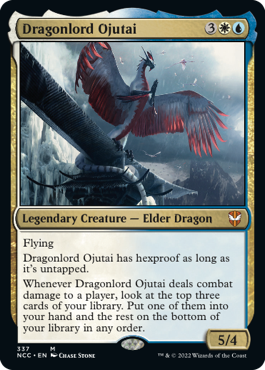 Dragonlord Ojutai 3
Legendary Creature — Elder Dragon
Flying
Dragonlord Ojutai has hexproof as long as
it's untapped.
Whenever Dragonlord Ojutai deals combat
damage to a player, look at the top three
cards of your library. Put one of them into
your hand and the rest on the bottom of
your library in any order.
5/4
337 M
NCC • EN Chase Stone
™ & © 2022 Wizards of the Coast